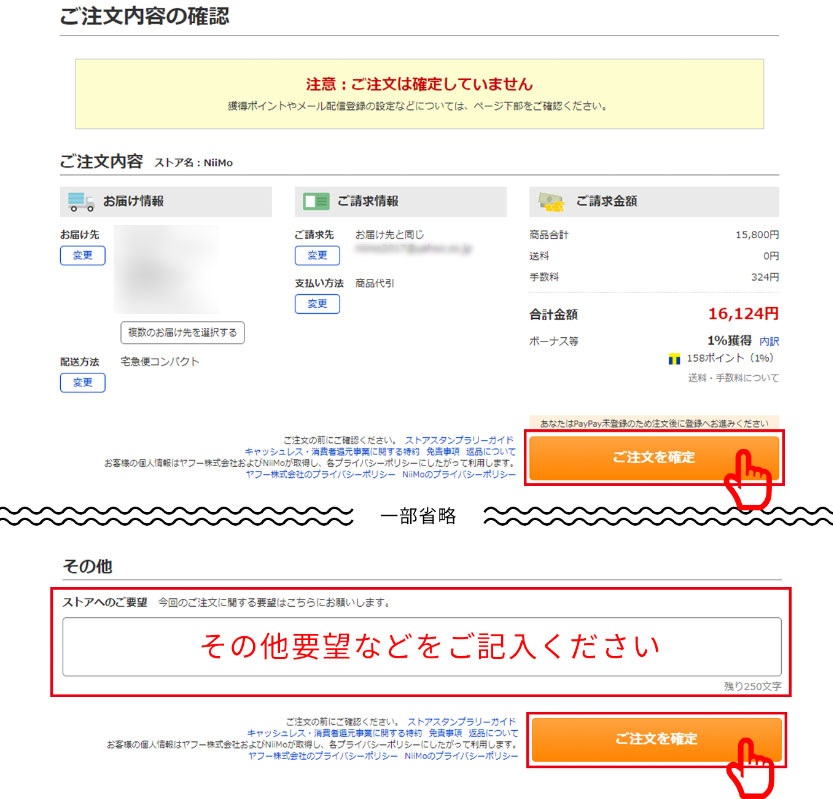 ご注文内容の確認
注意：ご注文は確定していません
獲得ポイントやメール配信登録の設定などについては、ページ下部をご確認ください。
ご注文内容 ストア名：NiiMo
お届け情報
お届け先
変更
複数のお届け先を選択する
配送方法 宅急便コンパクト
変更
ご請求情報
ご請求先 お届け先と同じ
変更
支払い方法 商品代引
変更
ご請求金額
商品合計 15,800円
送料 0円
手数料 324円
合計金額 16,124円
ボーナス等 1%獲得 内訳
158ポイント（1%）
送料・手数料について
あなたはPayPay未登録のため注文後に登録へお進みください
ご注文を確定
ご注文の前にご確認ください。 ストアスタンプラリーガイド
キャッシュレス・消費者還元事業に関する特約 免責事項 返品について
お客様の個人情報はヤフー株式会社およびNiiMoが取得し、各プライバシーポリシーにしたがって利用します。
ヤフー株式会社のプライバシーポリシー NiiMoのプライバシーポリシー
一部省略
その他
ストアへのご要望 今回のご注文に関する要望はこちらにお願いします。
その他要望などをご記入ください
残り250文字
ご注文の前にご確認ください。 ストアスタンプラリーガイド
キャッシュレス・消費者還元事業に関する特約 免責事項 返品について
お客様の個人情報はヤフー株式会社およびNiiMoが取得し、各プライバシーポリシーにしたがって利用します。
ヤフー株式会社のプライバシーポリシー NiiMoのプライバシーポリシー
ご注文を確定